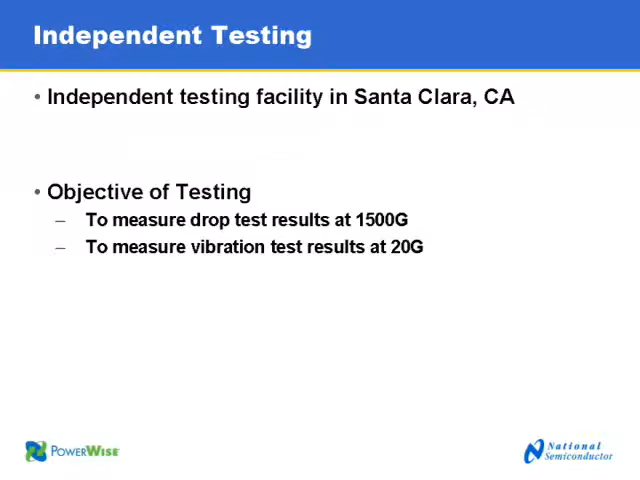 Independent Testing
• Independent testing facility in Santa Clara, CA
• Objective of Testing
– To measure drop test results at 1500G
– To measure vibration test results at 20G
PowerWise
National
Semiconductor